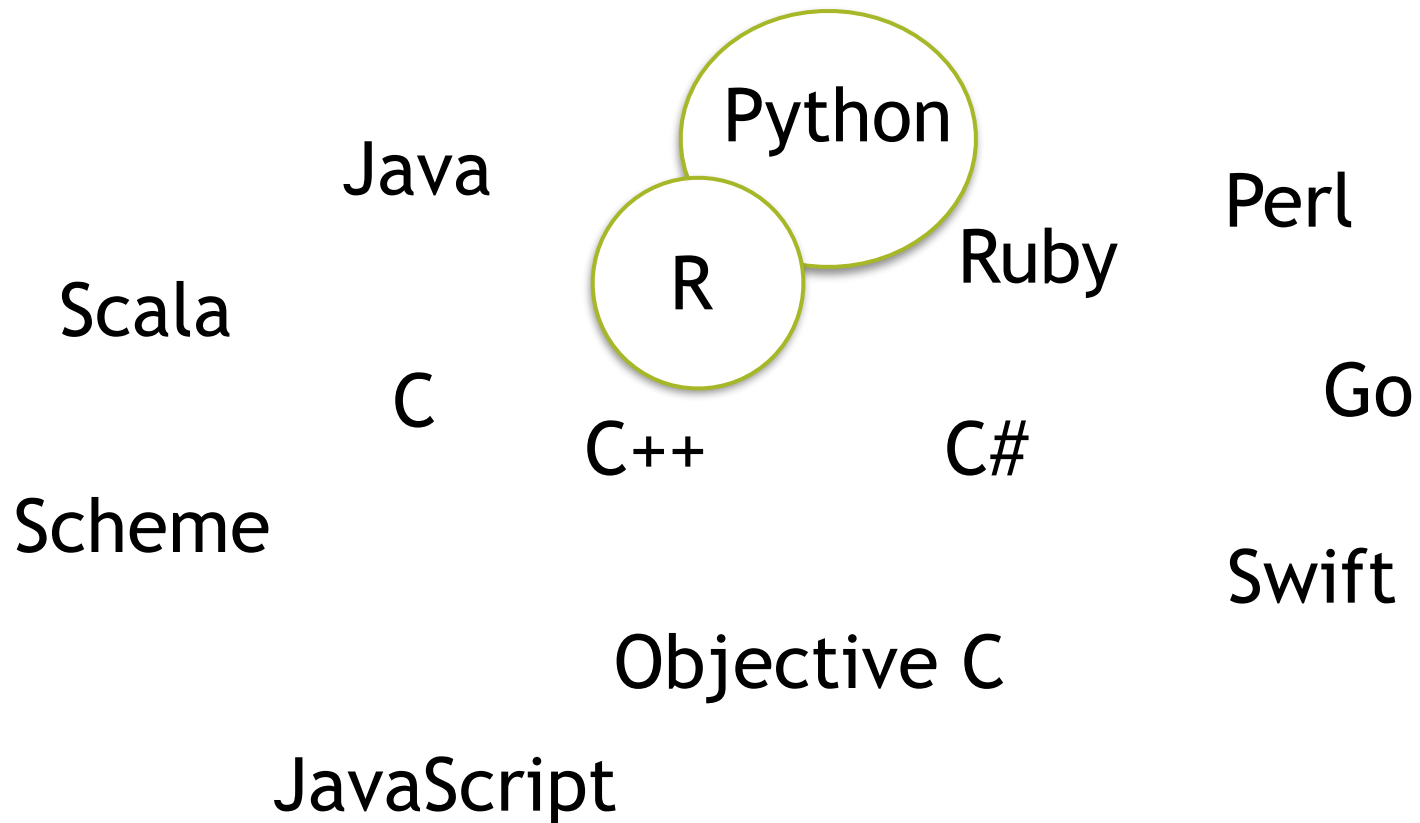 Python
Java
Perl
Ruby
R
Scala
Go
C
C++
C#
Scheme
Swift
Objective C
JavaScript